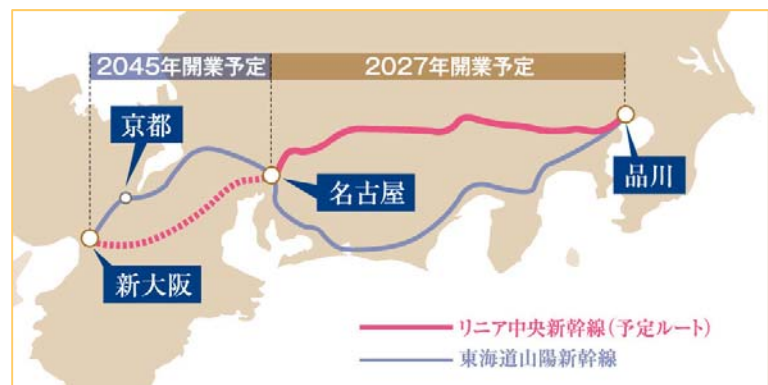 2045年開業予定
2027年開業予定
京都
品川
名古屋
新大阪
リニア中央新幹線（予定ルート）
東海道山陽新幹線